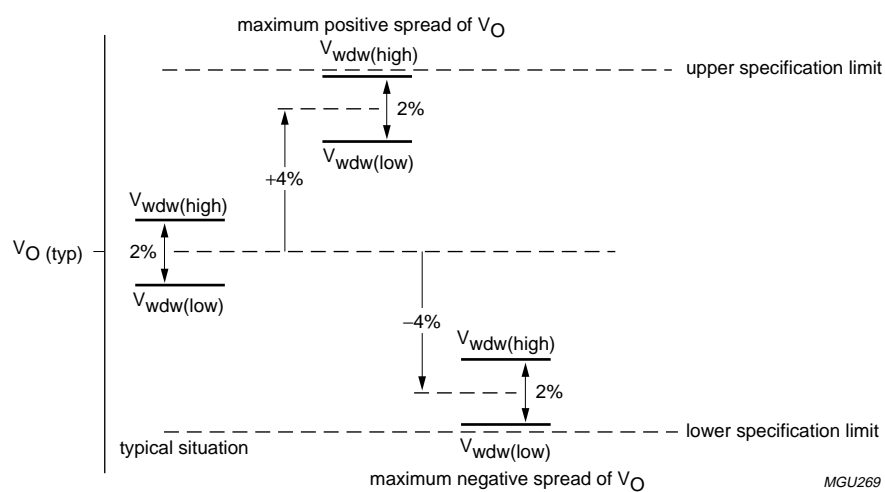 maximum positive spread of VO
Vwdw(high)
upper specification limit
2%
Vwdw(low)
+4%
Vwdw(high)
VO (typ)
2%
Vwdw(low)
−4%
Vwdw(high)
2%
lower specification limit
typical situation
Vwdw(low)
maximum negative spread of VO
MGU269